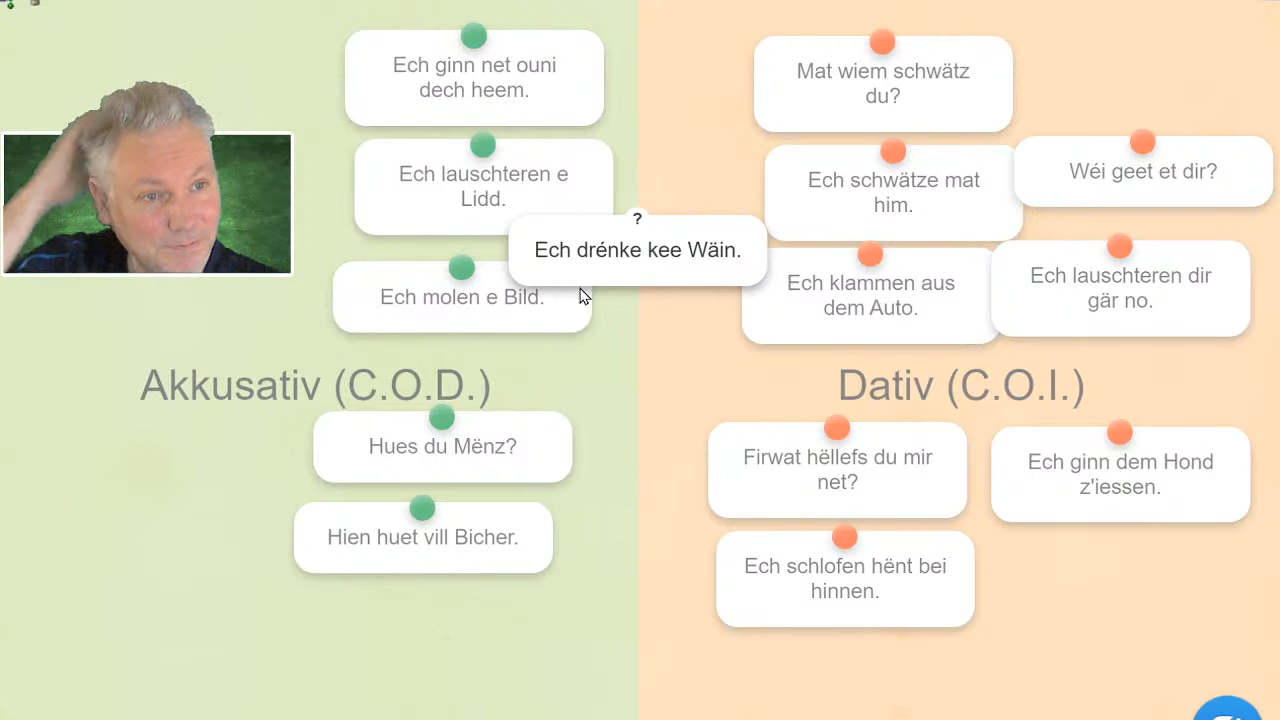 Ech ginn net ouni
dech heem.
Ech lauschteren e
Lidd.
Ech molen e Bild.
Akkusativ (C.O.D.)
Hues du Mënz?
Hien huet vill Bicher.
?
Ech drénke kee Wäin.
Mat wiem schwätz
du?
Ech schwätze mat
him.
Wéi geet et dir?
Ech klammen aus
dem Auto.
Ech lauschteren dir
gär no.
Dativ (C.O.I.)
Firwat hëllefs du mir
net?
Ech ginn dem Hond
z'iessen.
Ech schlofen hënt bei
hinnen.